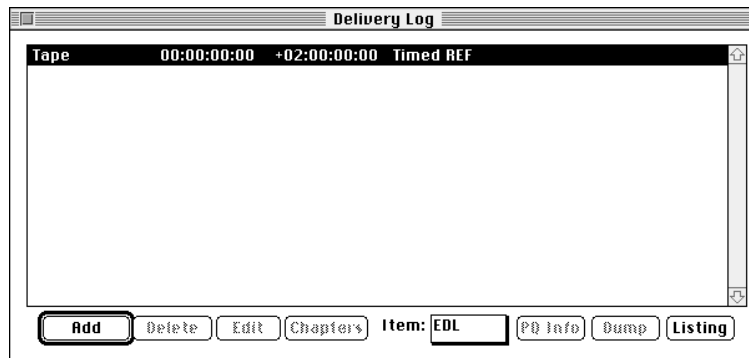 Delivery Log
Tape 00:00:00:00 +02:00:00:00 Timed REF
Add Delete Edit Chapters Item: EDL PQ Info Dump Listing